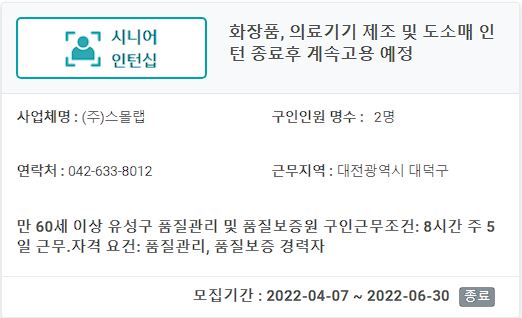 시니어
인턴십
화장품, 의료기기 제조 및 도소매 인
턴 종료후 계속고용 예정
사업체명 : (주)스몰랩
구인인원 명수 : 2명
연락처 : 042-633-8012
근무지역 : 대전광역시 대덕구
만 60세 이상 유성구 품질관리 및 품질보증원 구인근무조건: 8시간 주 5
일 근무.자격 요건: 품질관리, 품질보증 경력자
모집기간 : 2022-04-07 ~ 2022-06-30 종료